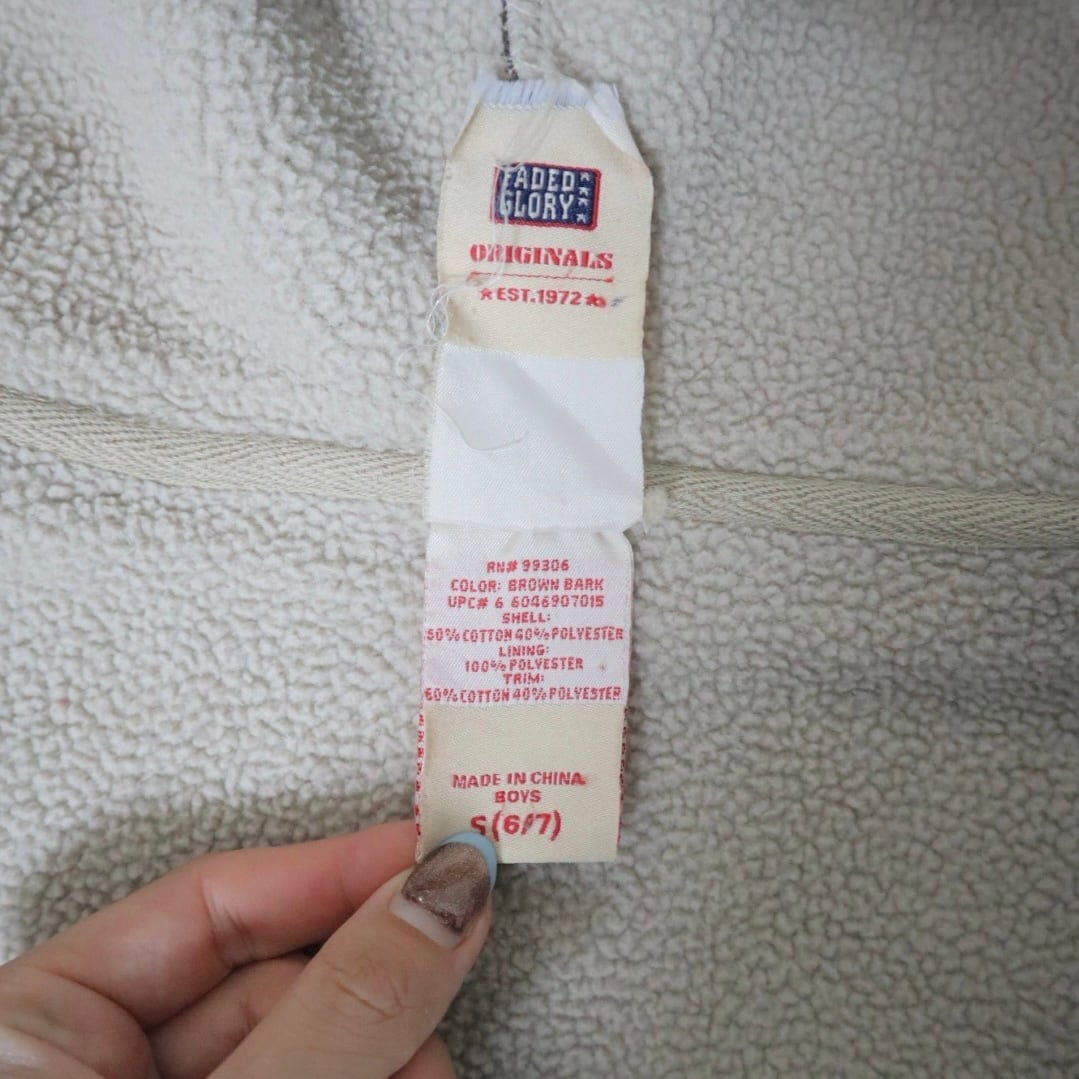 FADED
GLORY
ORIGINALS
EST.1972
RN# 99306
COLOR: BROWN BARK
UPC# 6 6046907015
SHELL:
60%COTTON 40%POLYESTER
LINING:
100% POLYESTER
TRIM:
60%COTTON 40%POLYESTER
MADE IN CHINA
BOYS
S(6/7)